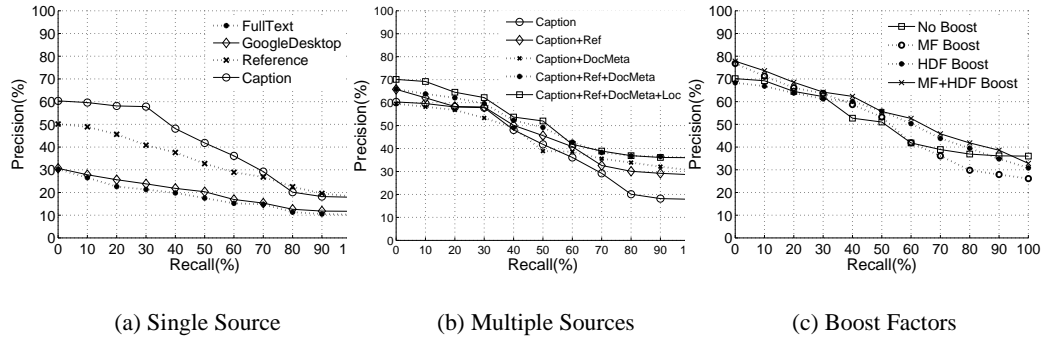 100
90
80
70
60
50
40
30
20
10
0
Precision(%)
0 10 20 30 40 50 60 70 80 90 1
Recall(%)
FullText
GoogleDesktop
Reference
Caption
(a) Single Source
100
90
80
70
60
50
40
30
20
10
0
Precision(%)
0 10 20 30 40 50 60 70 80 90 1
Recall(%)
Caption
Caption+Ref
Caption+DocMeta
Caption+Ref+DocMeta
Caption+Ref+DocMeta+Loc
(b) Multiple Sources
100
90
80
70
60
50
40
30
20
10
0
Precision(%)
0 10 20 30 40 50 60 70 80 90 100
Recall(%)
No Boost
MF Boost
HDF Boost
MF+HDF Boost
(c) Boost Factors